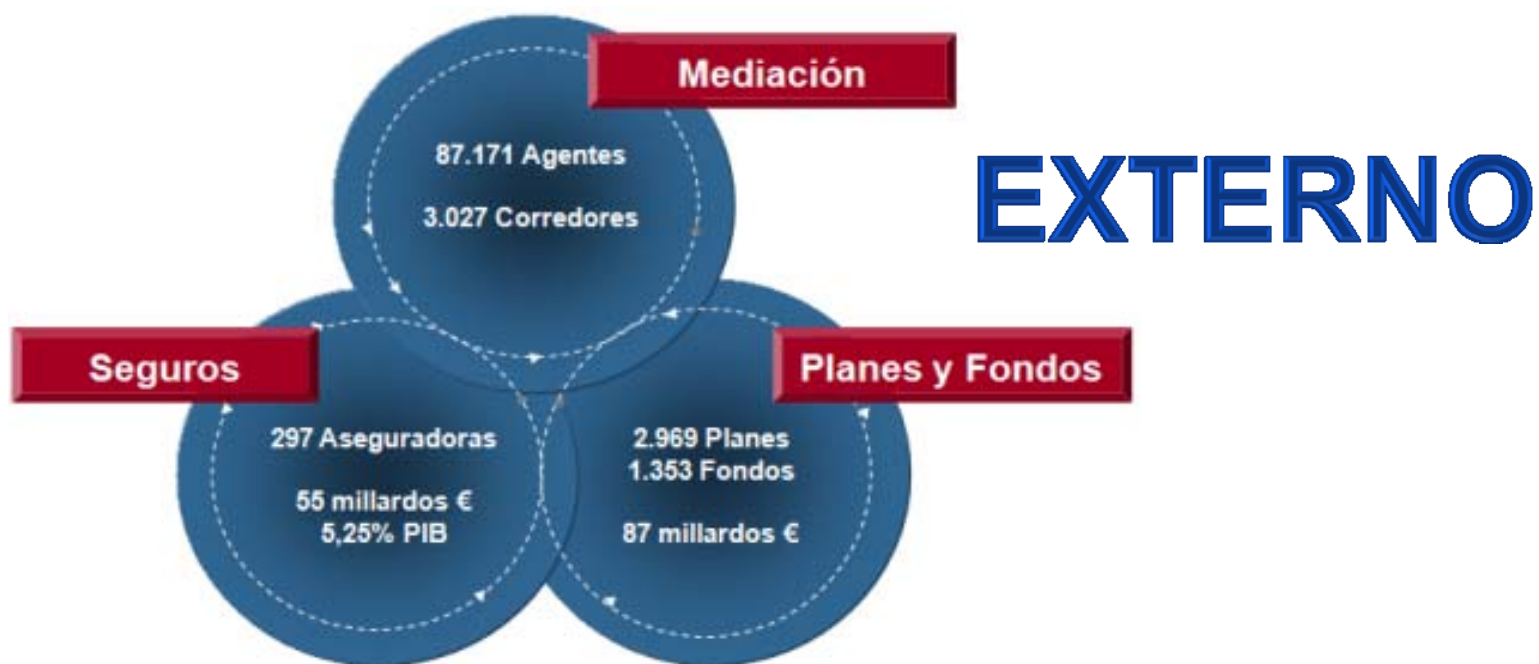 Mediación
87.171 Agentes
3.027 Corredores
EXTERNO
Seguros
297 Aseguradoras
55 millardos €
5,25% PIB
Planes y Fondos
2.969 Planes
1.353 Fondos
87 millardos €